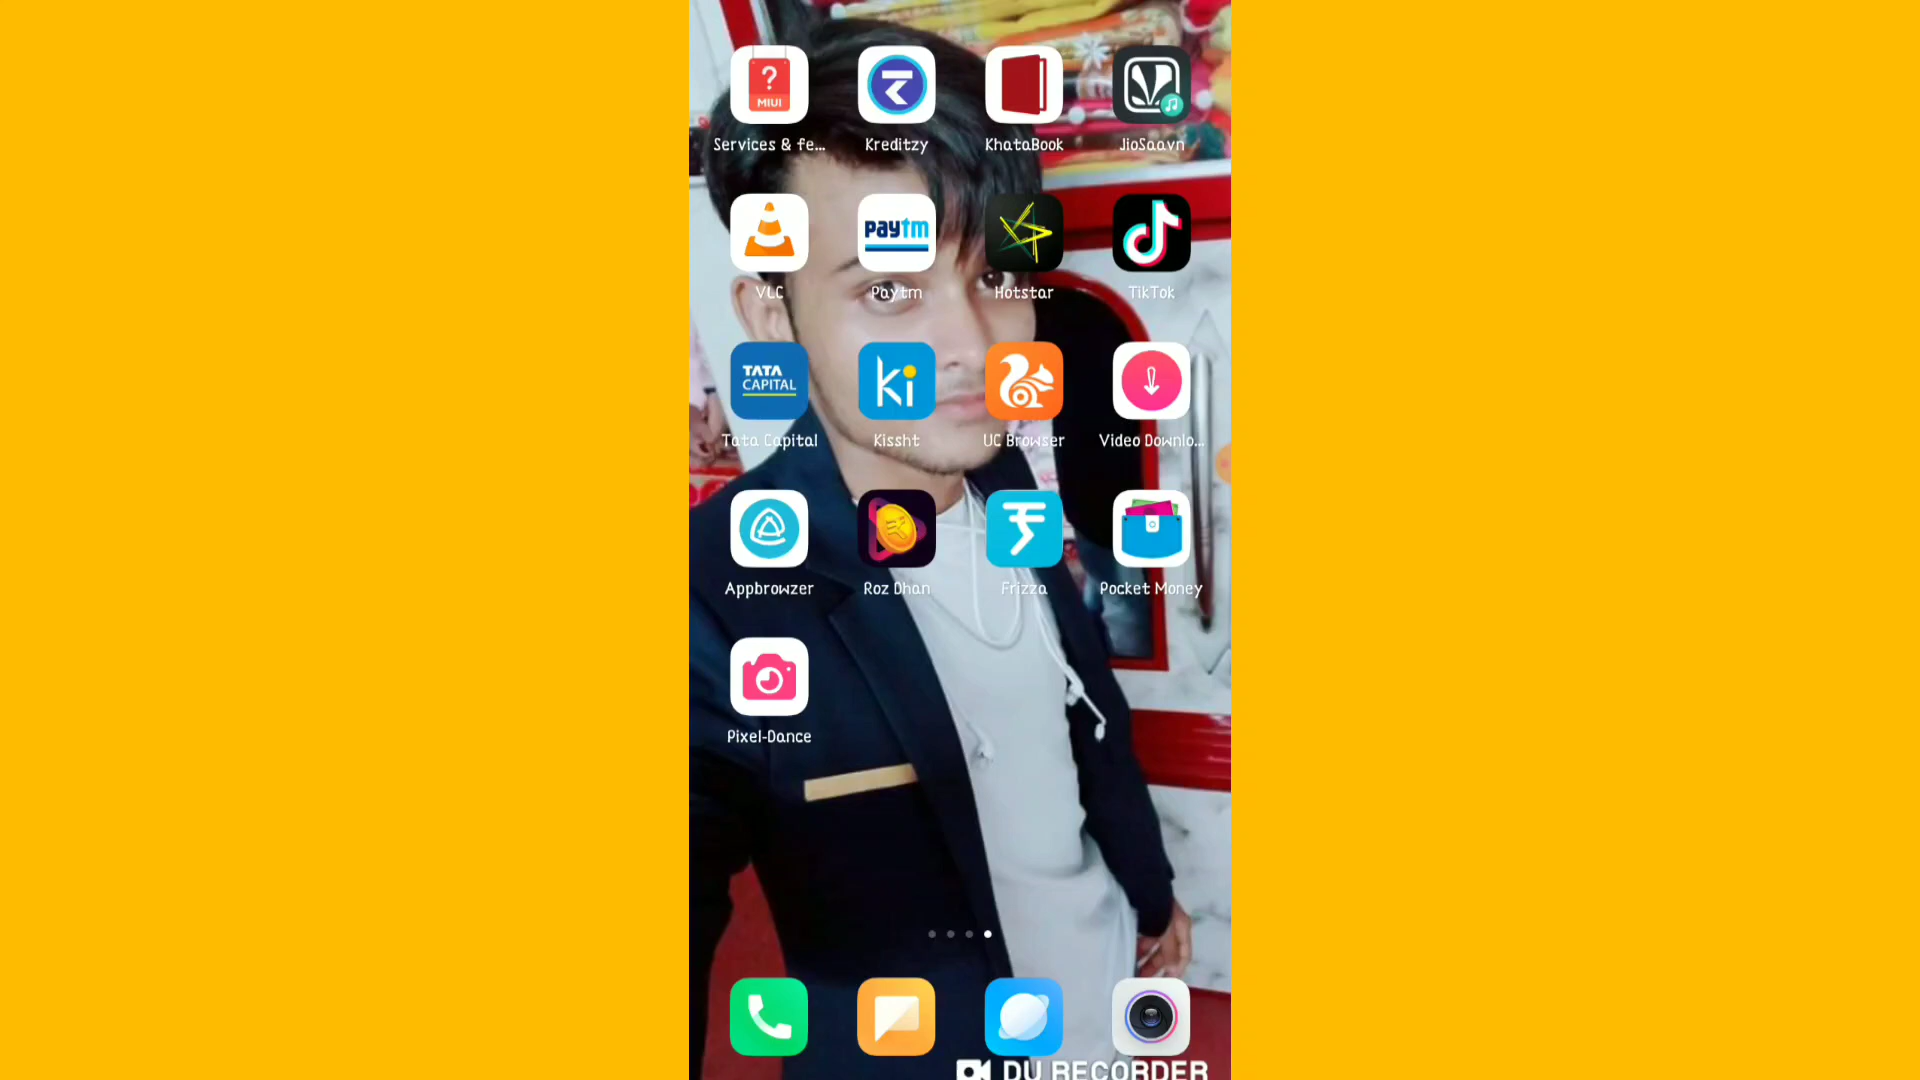 ?
MIUI
Services & fe...
Kreditzy
KhataBook
JioSaavn
paytm
VLC
Paytm
Hotstar
TikTok
TATA
CAPITAL
ki
Tata Capital
Kissht
UC Browser
Video Downlo...
Appbrowzer
Roz Dhan
Frizza
Pocket Money
Pixel-Dance
DU RECORDER